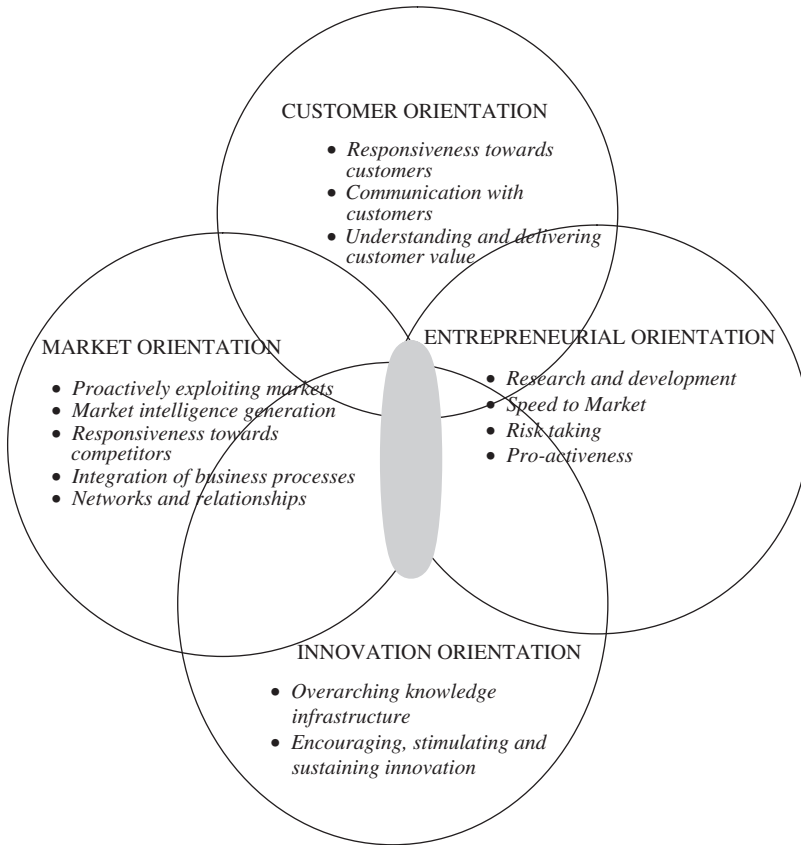 CUSTOMER ORIENTATION
• Responsiveness towards
customers
• Communication with
customers
• Understanding and delivering
customer value
MARKET ORIENTATION
• Proactively exploiting markets
• Market intelligence generation
• Responsiveness towards
competitors
• Integration of business processes
• Networks and relationships
ENTREPRENEURIAL ORIENTATION
• Research and development
• Speed to Market
• Risk taking
• Pro-activeness
INNOVATION ORIENTATION
• Overarching knowledge
infrastructure
• Encouraging, stimulating and
sustaining innovation